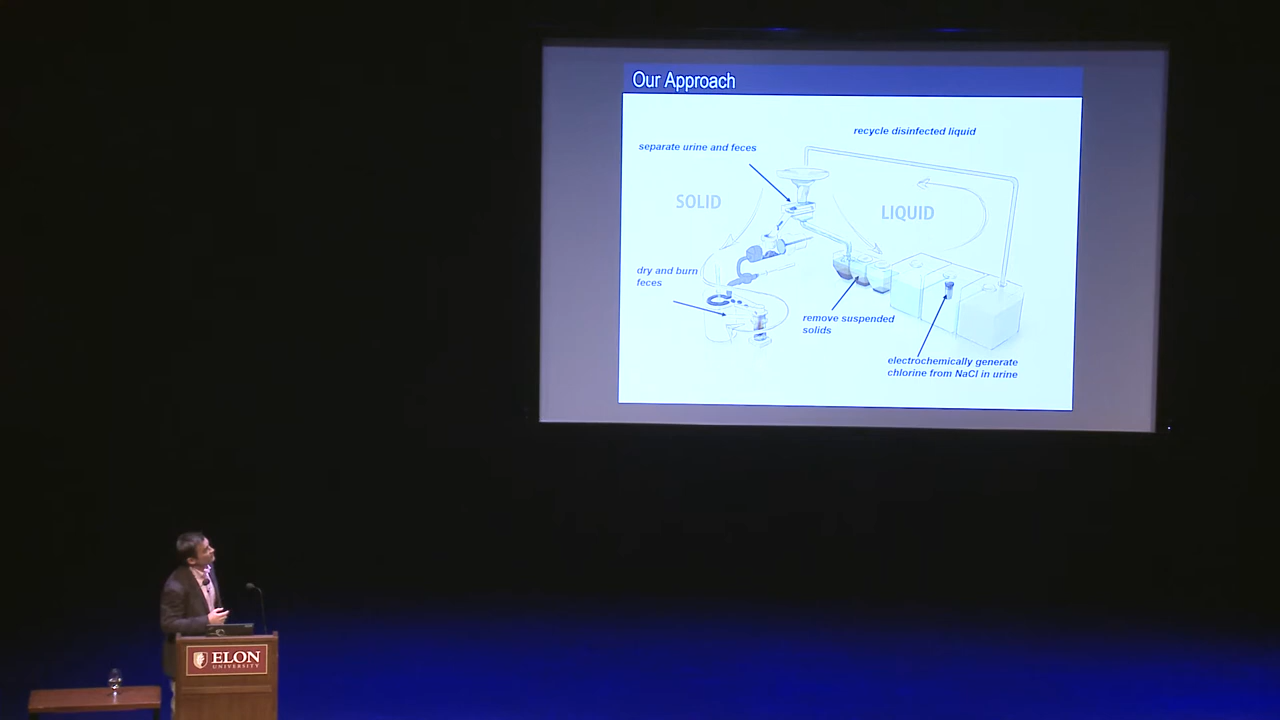 Our Approach
recycle disinfected liquid
separate urine and feces
SOLID
LIQUID
dry and burn
feces
remove suspended
solids
electrochemically generate
chlorine from NaCl in urine
ELON
UNIVERSITY